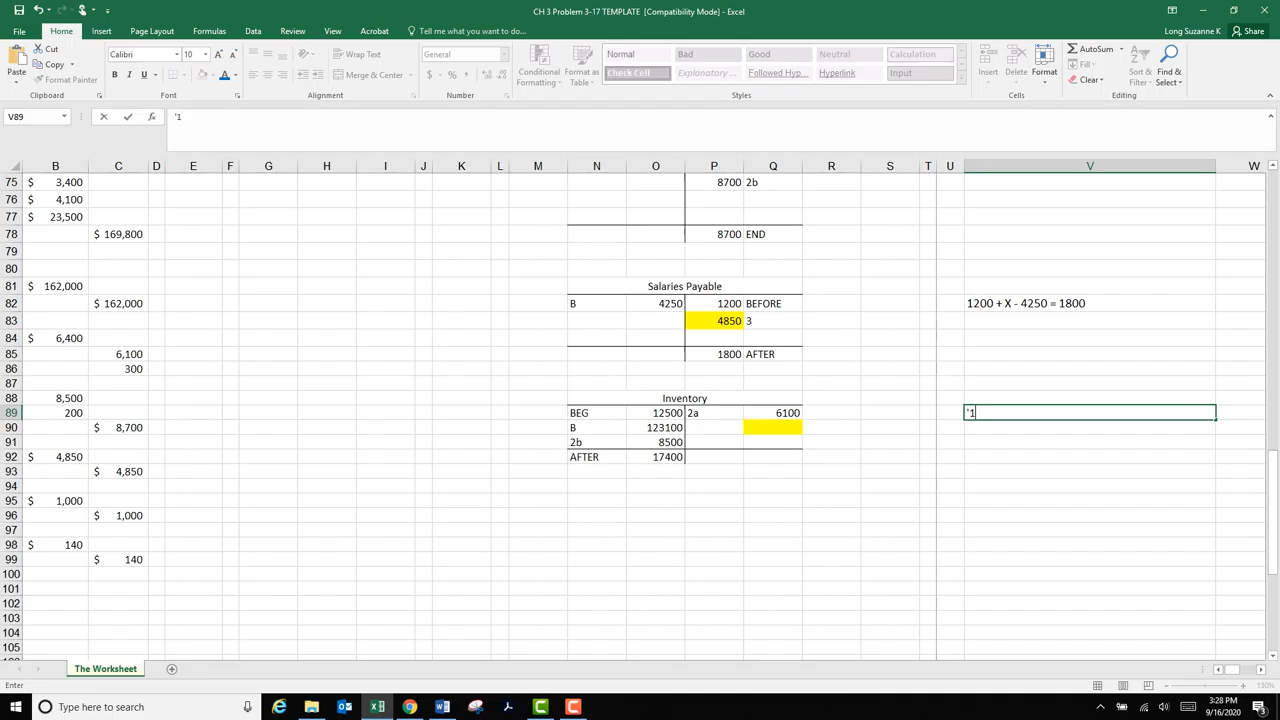 CH 3 Problem 3-17 TEMPLATE [Compatibility Mode] - Excel
File Home Insert Page Layout Formulas Data Review View Acrobat Tell me what you want to do... Long Suzanne K Share
Paste Cut Copy Format Painter Clipboard
Calibri 10 B I U A Font
Wrap Text Merge & Center Alignment
General $ % , Number
Conditional Formatting Format as Table
Normal Bad Good Neutral Calculation
Check Cell Explanatory ... Followed Hyp... Hyperlink Input
Styles
Insert Delete Format Cells
AutoSum Fill Clear Sort & Filter Find & Select Editing
V89 fx '1
B C D E F G H I J K L M N O P Q R S T U V W
75 $ 3,400 8700 2b
76 $ 4,100
77 $ 23,500
78 $ 169,800 8700 END
79
80
81 $ 162,000 Salaries Payable
82 $ 162,000 B 4250 1200 BEFORE 1200 + X - 4250 = 1800
83 4850 3
84 $ 6,400
85 6,100 1800 AFTER
86 300
87
88 8,500 Inventory
89 200 BEG 12500 2a 6100 '1
90 $ 8,700 B 123100
91 2b 8500
92 $ 4,850 AFTER 17400
93 $ 4,850
94
95 $ 1,000
96 $ 1,000
97
98 $ 140
99 $ 140
100
101
102
103
104
105
The Worksheet
Enter 130%
Type here to search
3:28 PM
9/16/2020